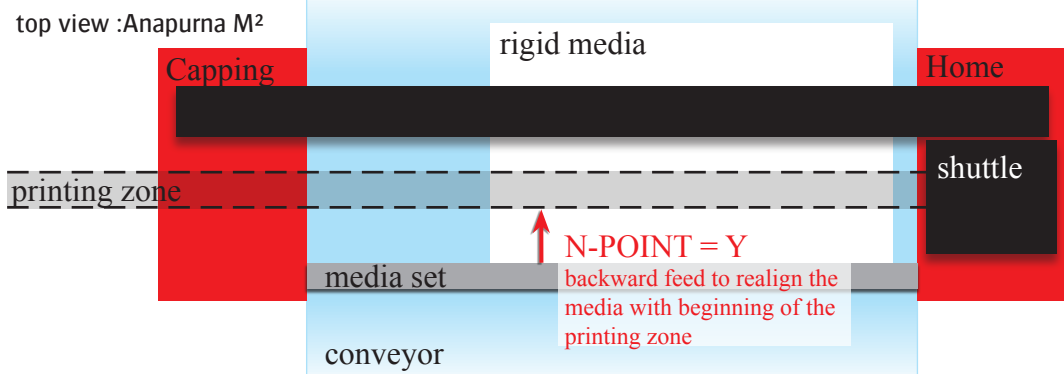 top view :Anapurna M²
rigid media
Capping
Home
shuttle
printing zone
N-POINT = Y
media set
backward feed to realign the
media with beginning of the
printing zone
conveyor